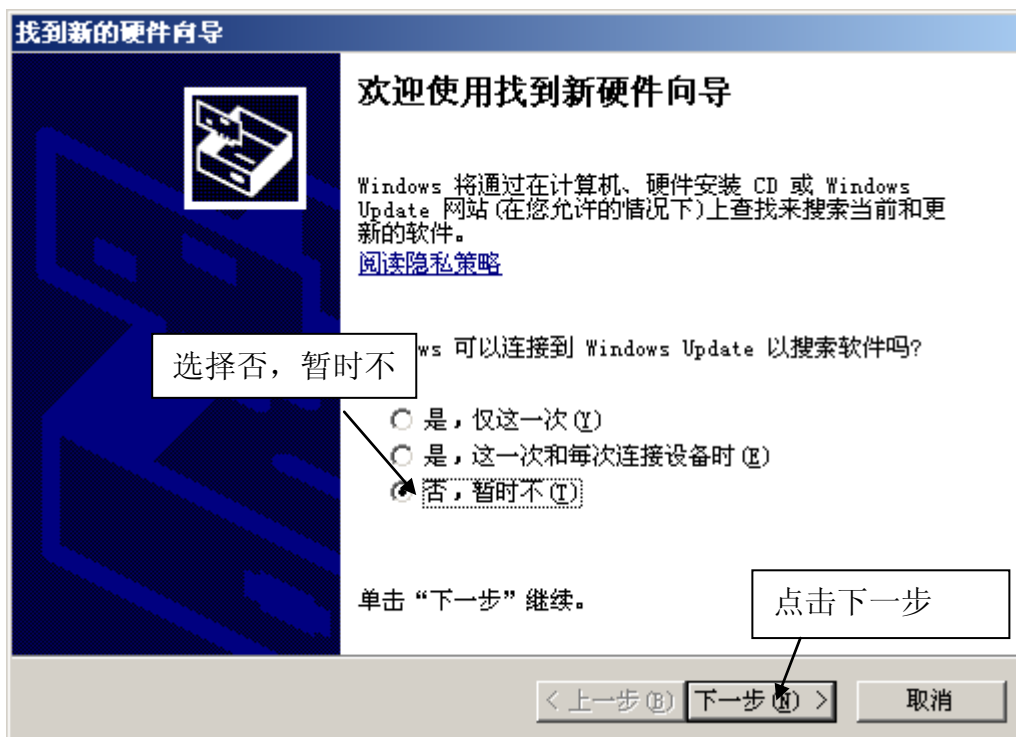 找到新的硬件向导
欢迎使用找到新硬件向导
Windows 将通过在计算机、硬件安装 CD 或 Windows
Update 网站(在您允许的情况下)上查找来搜索当前和更
新的软件。
阅读隐私策略
选择否，暂时不
ws 可以连接到 Windows Update 以搜索软件吗?
是，仅这一次(Y)
是，这一次和每次连接设备时(E)
否，暂时不(T)
单击“下一步”继续。
点击下一步
< 上一步(B)
下一步(N) >
取消